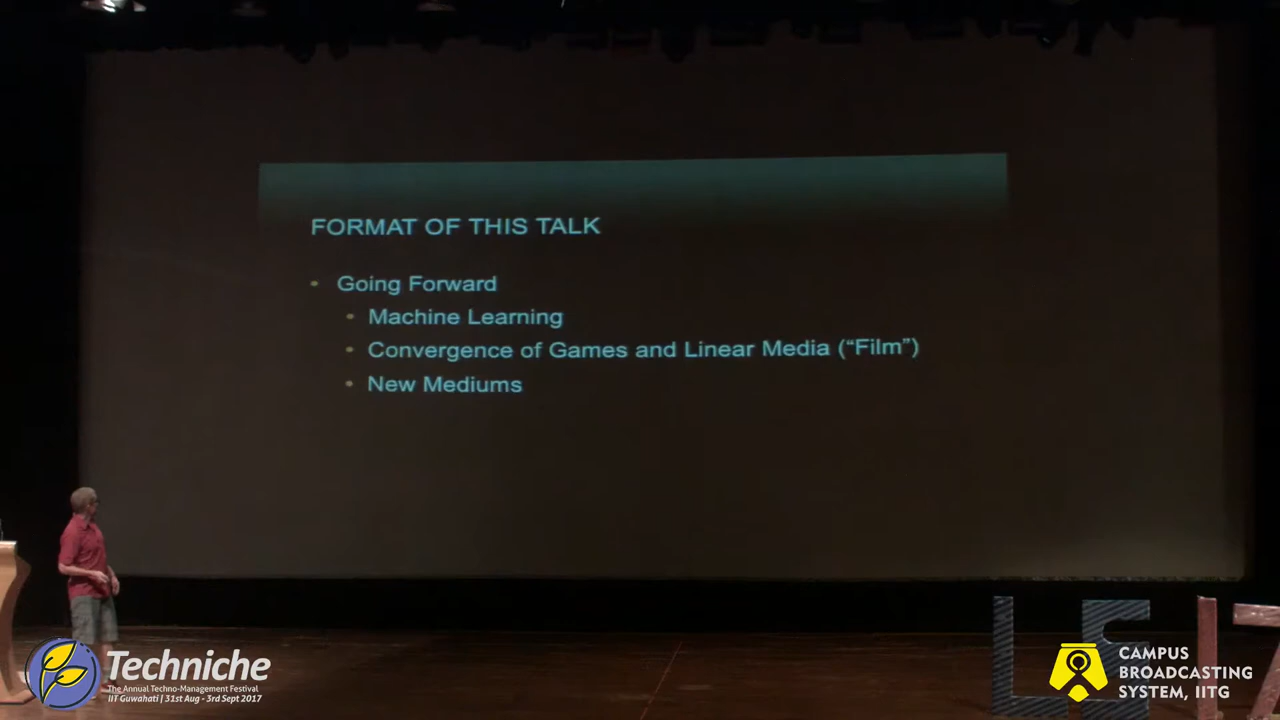 FORMAT OF THIS TALK
• Going Forward
• Machine Learning
• Convergence of Games and Linear Media (“Film”)
• New Mediums
Techniche
The Annual Techno-Management Festival
IIT Guwahati | 31st Aug - 3rd Sept 2017
CAMPUS
BROADCASTING
SYSTEM, IITG